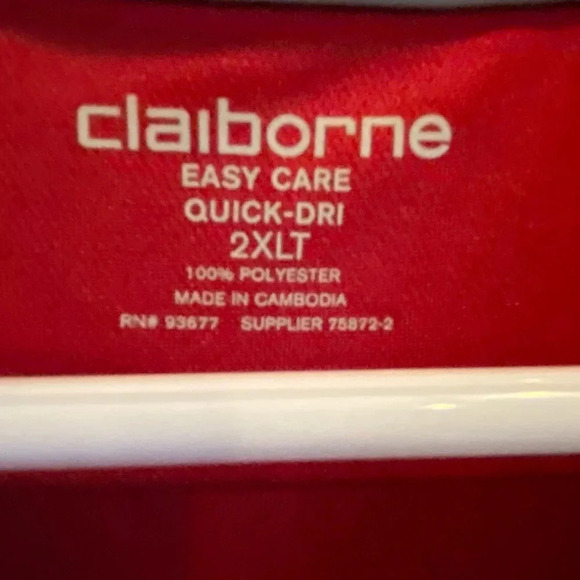 claiborne
EASY CARE
QUICK-DRI
2XLT
100% POLYESTER
MADE IN CAMBODIA
RN# 93677 SUPPLIER 75872-2